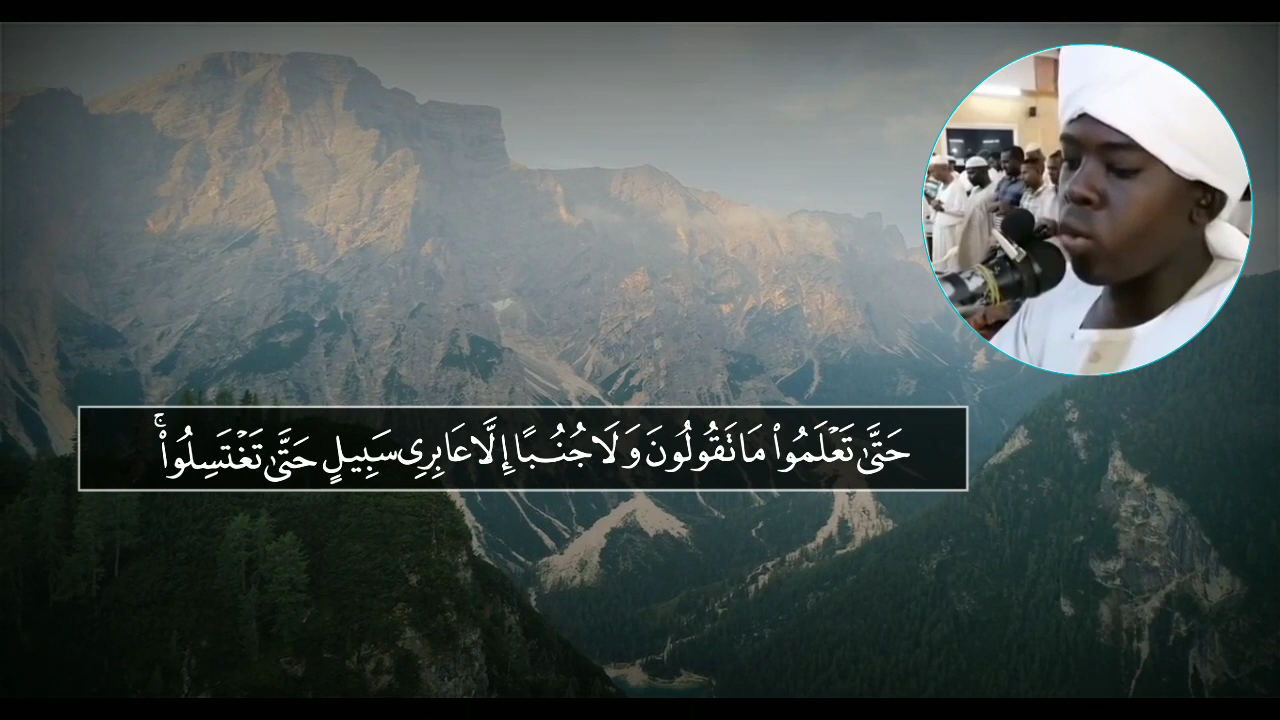 حَتَّىٰ تَعۡلَمُواْ مَا تَقُولُونَ وَلَا جُنُبًا إِلَّا عَابِرِي سَبِيلٍ حَتَّىٰ تَغۡتَسِلُواْۚ